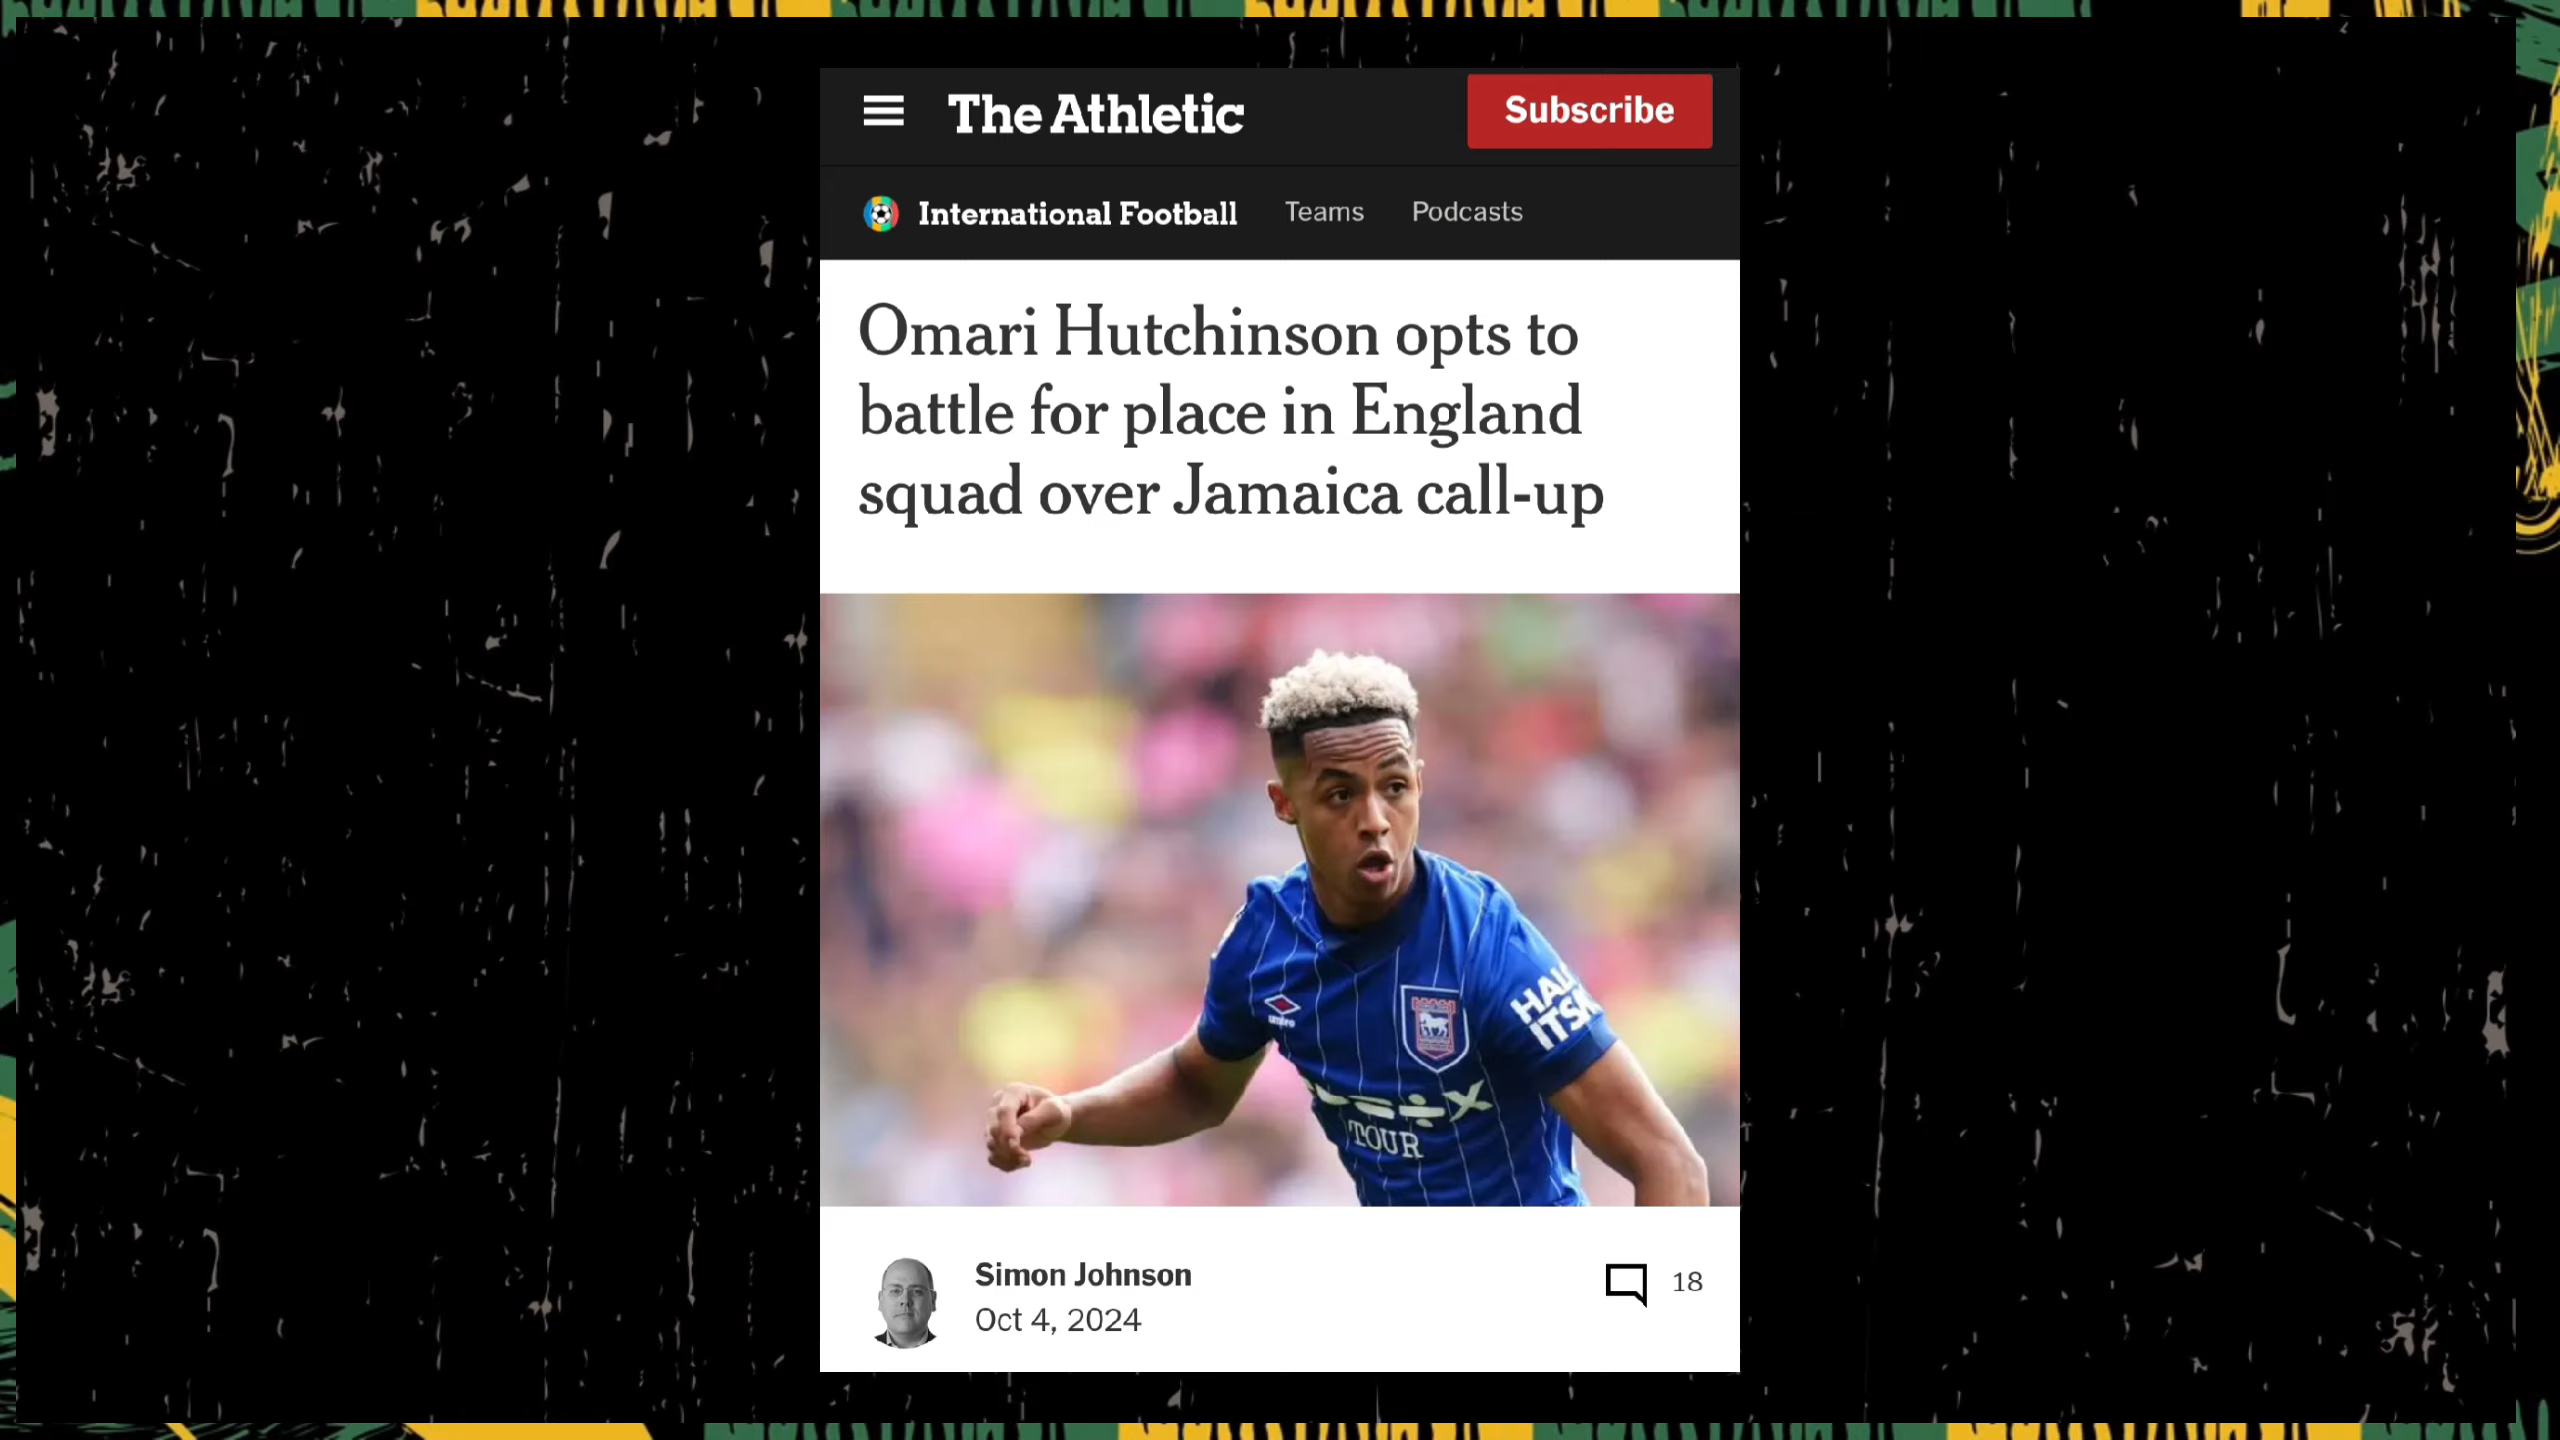 The Athletic
Subscribe
International Football Teams Podcasts
Omari Hutchinson opts to
battle for place in England
squad over Jamaica call-up
umbro
TOUR
Simon Johnson
Oct 4, 2024
18